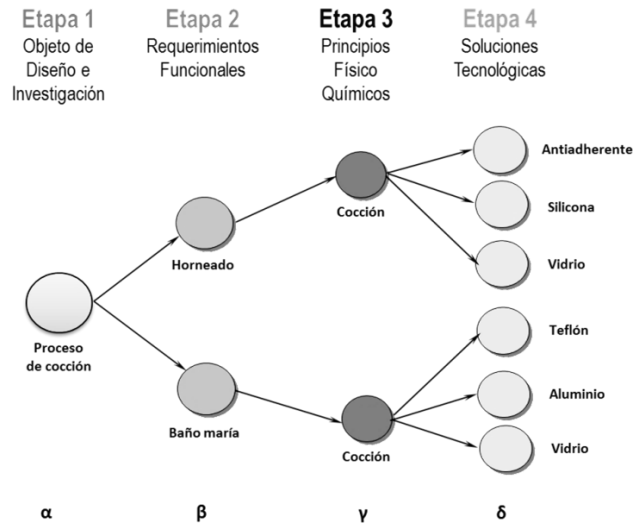 Etapa 1
Objeto de
Diseño e
Investigación
Etapa 2
Requerimientos
Funcionales
Etapa 3
Principios
Físico
Químicos
Etapa 4
Soluciones
Tecnológicas
Proceso
de cocción
Horneado
Baño maría
Cocción
Cocción
Antiadherente
Silicona
Vidrio
Teflón
Aluminio
Vidrio
α
β
γ
δ